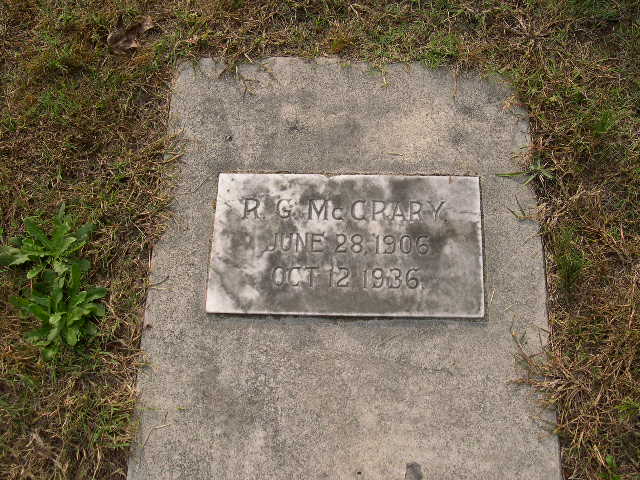 R. G. McCRARY
JUNE 28, 1906
OCT 12 1936